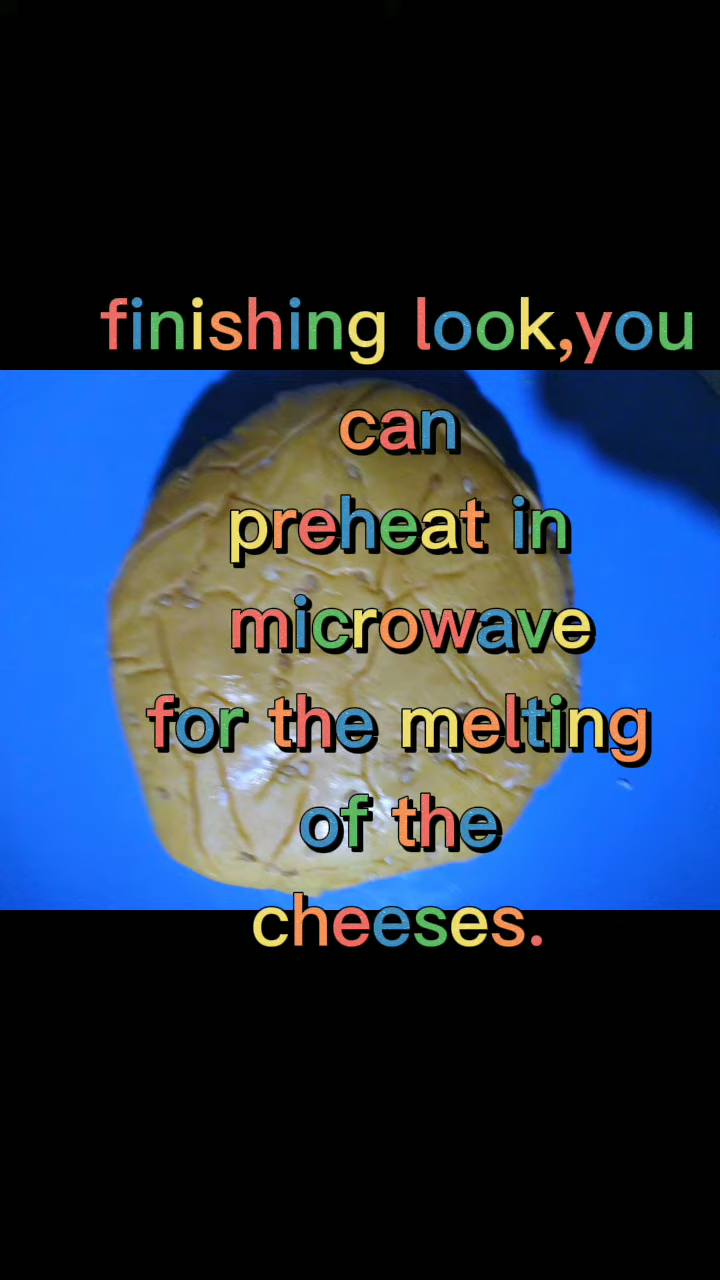 finishing look,you
can
preheat in
microwave
for the melting
of the
cheeses.